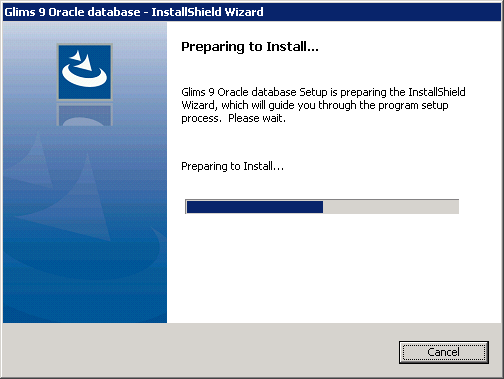 Glims 9 Oracle database - InstallShield Wizard
Preparing to Install...
Glims 9 Oracle database Setup is preparing the InstallShield
Wizard, which will guide you through the program setup
process. Please wait.
Preparing to Install...
Cancel